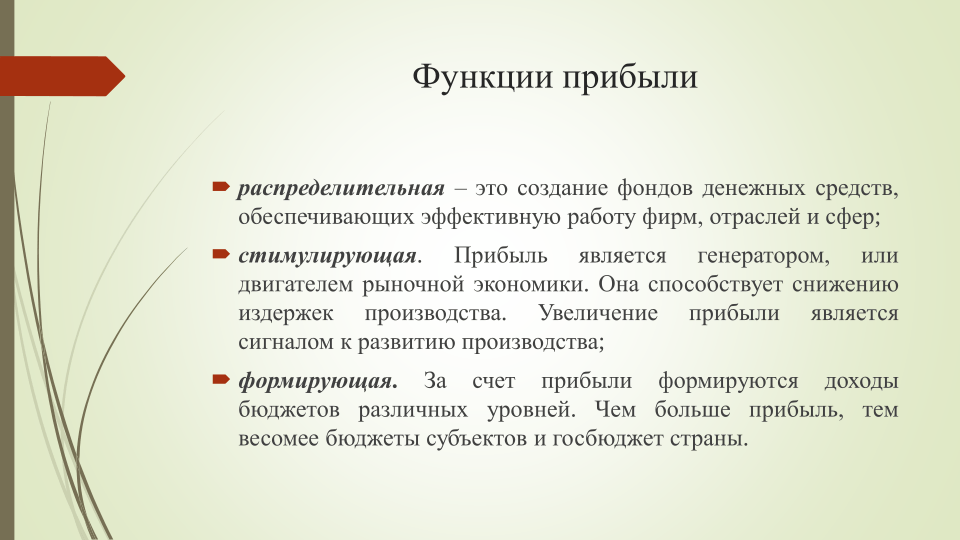 Функции прибыли
распределительная – это создание фондов денежных средств,
обеспечивающих эффективную работу фирм, отраслей и сфер;
стимулирующая. Прибыль является генератором, или
двигателем рыночной экономики. Она способствует снижению
издержек производства. Увеличение прибыли является
сигналом к развитию производства;
формирующая. За счет прибыли формируются доходы
бюджетов различных уровней. Чем больше прибыль, тем
весомее бюджеты субъектов и госбюджет страны.